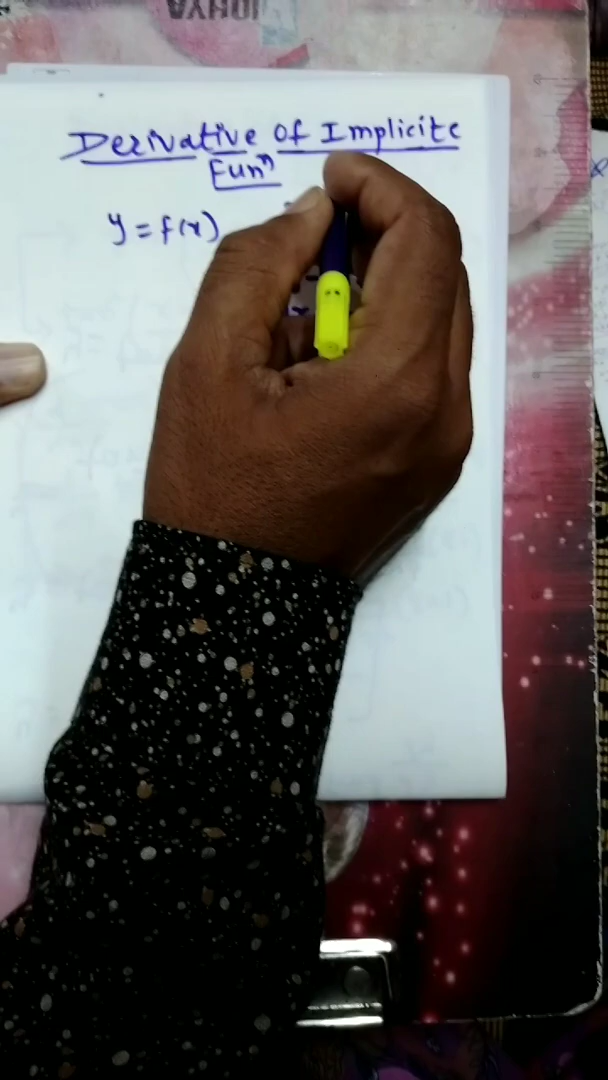 Derivative Of Implicite
Funⁿ
y = f(x)